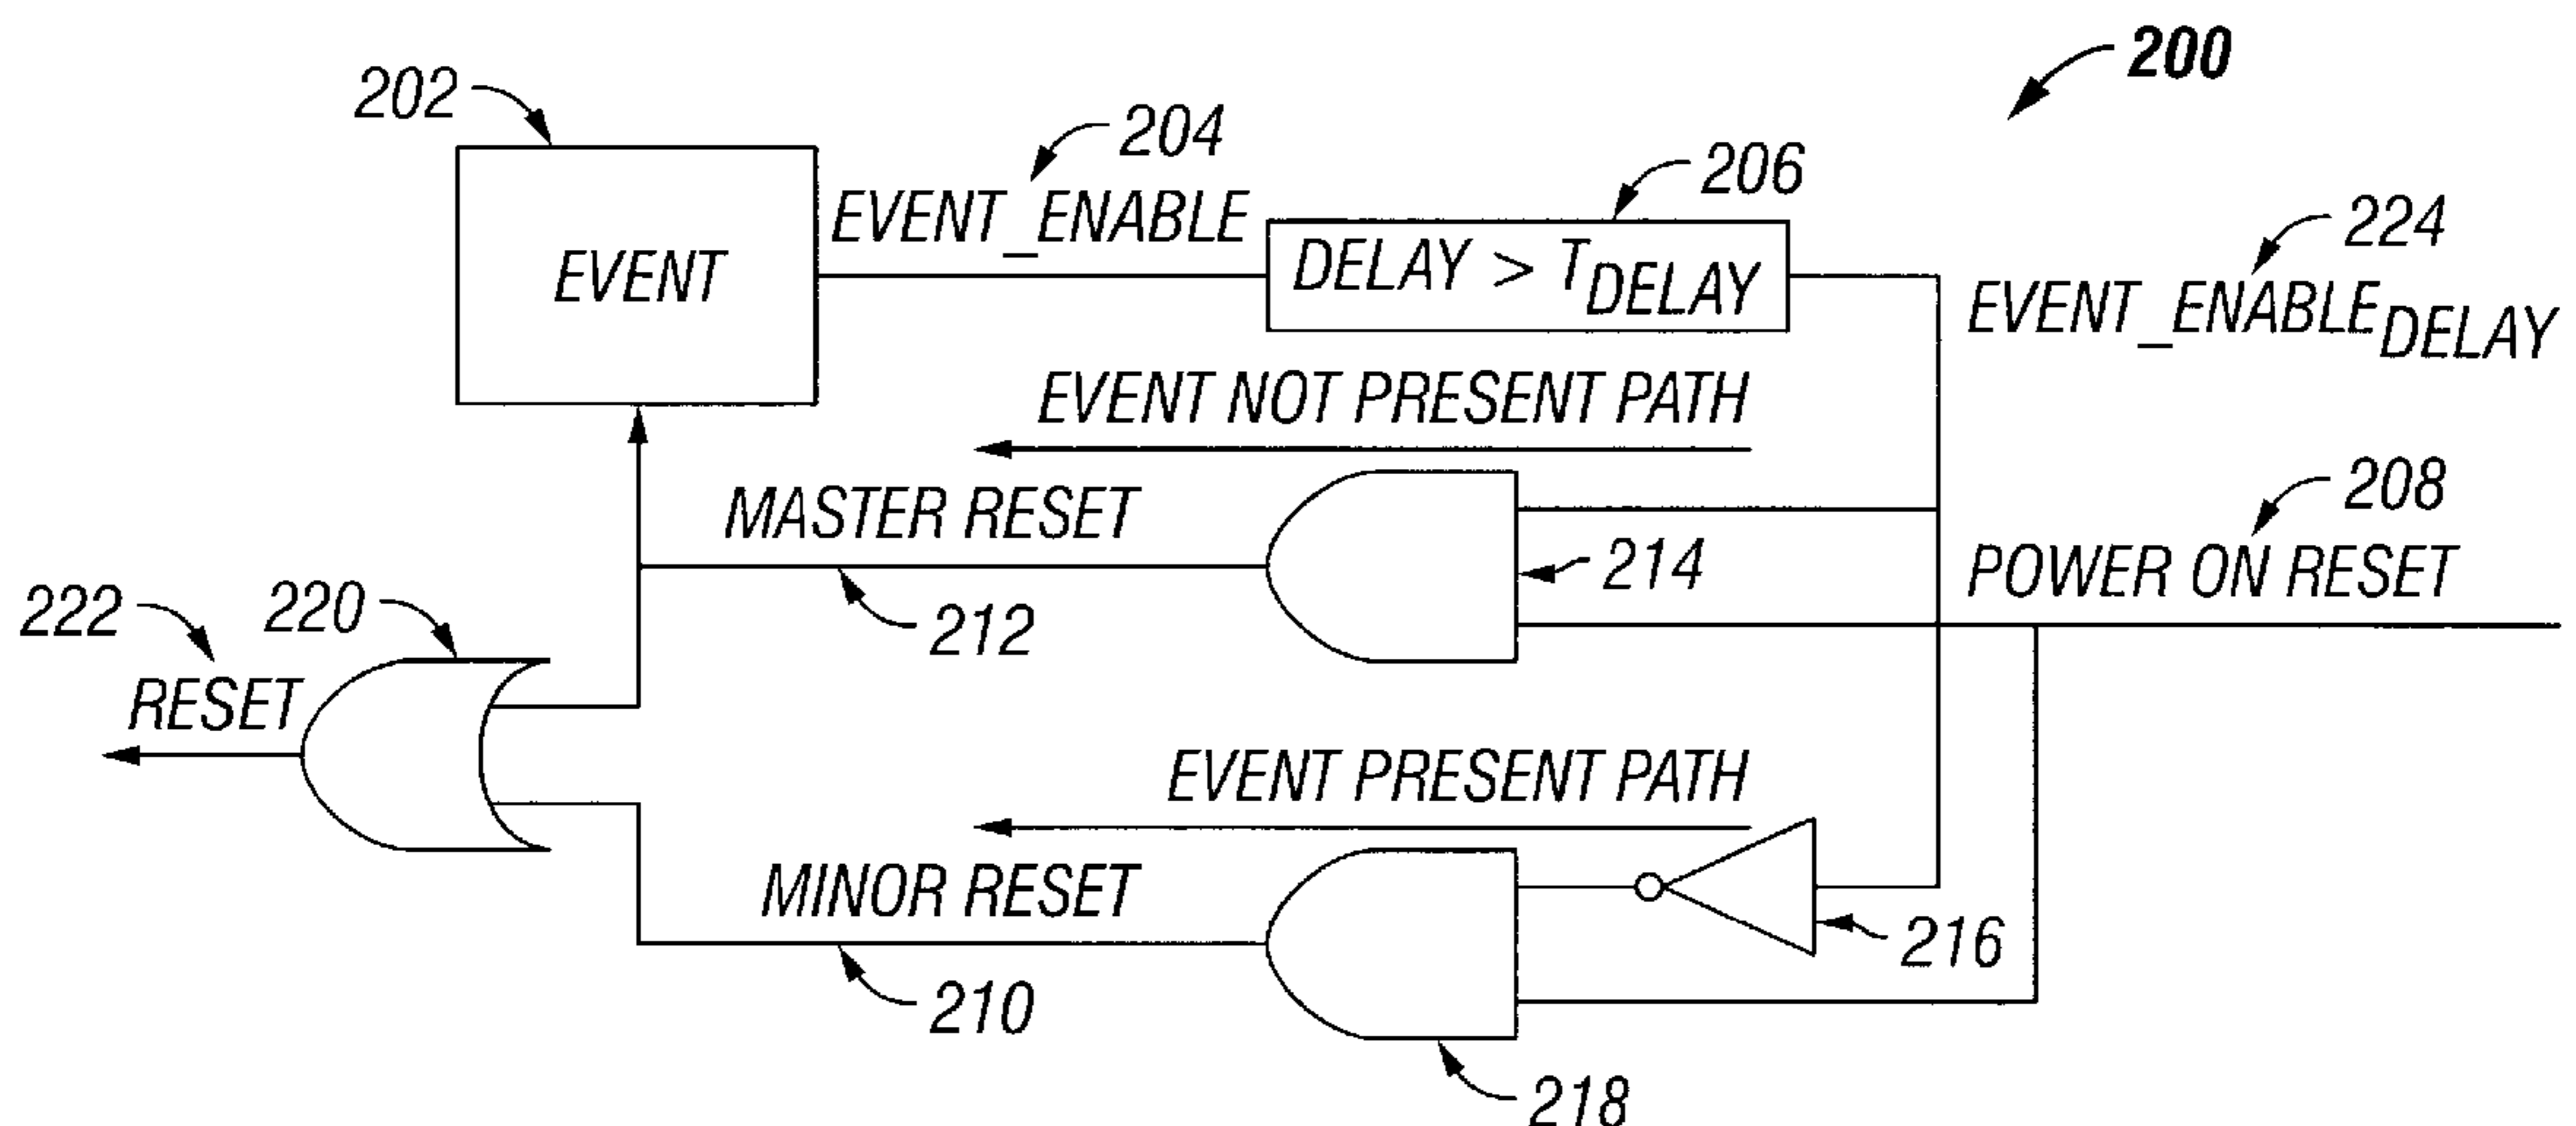 200
202
204
206
EVENT_ENABLE
224
EVENT
DELAY > TDELAY
EVENT_ENABLEDELAY
EVENT NOT PRESENT PATH
208
MASTER RESET
214
POWER ON RESET
222
220
212
RESET
EVENT PRESENT PATH
MINOR RESET
216
210
218